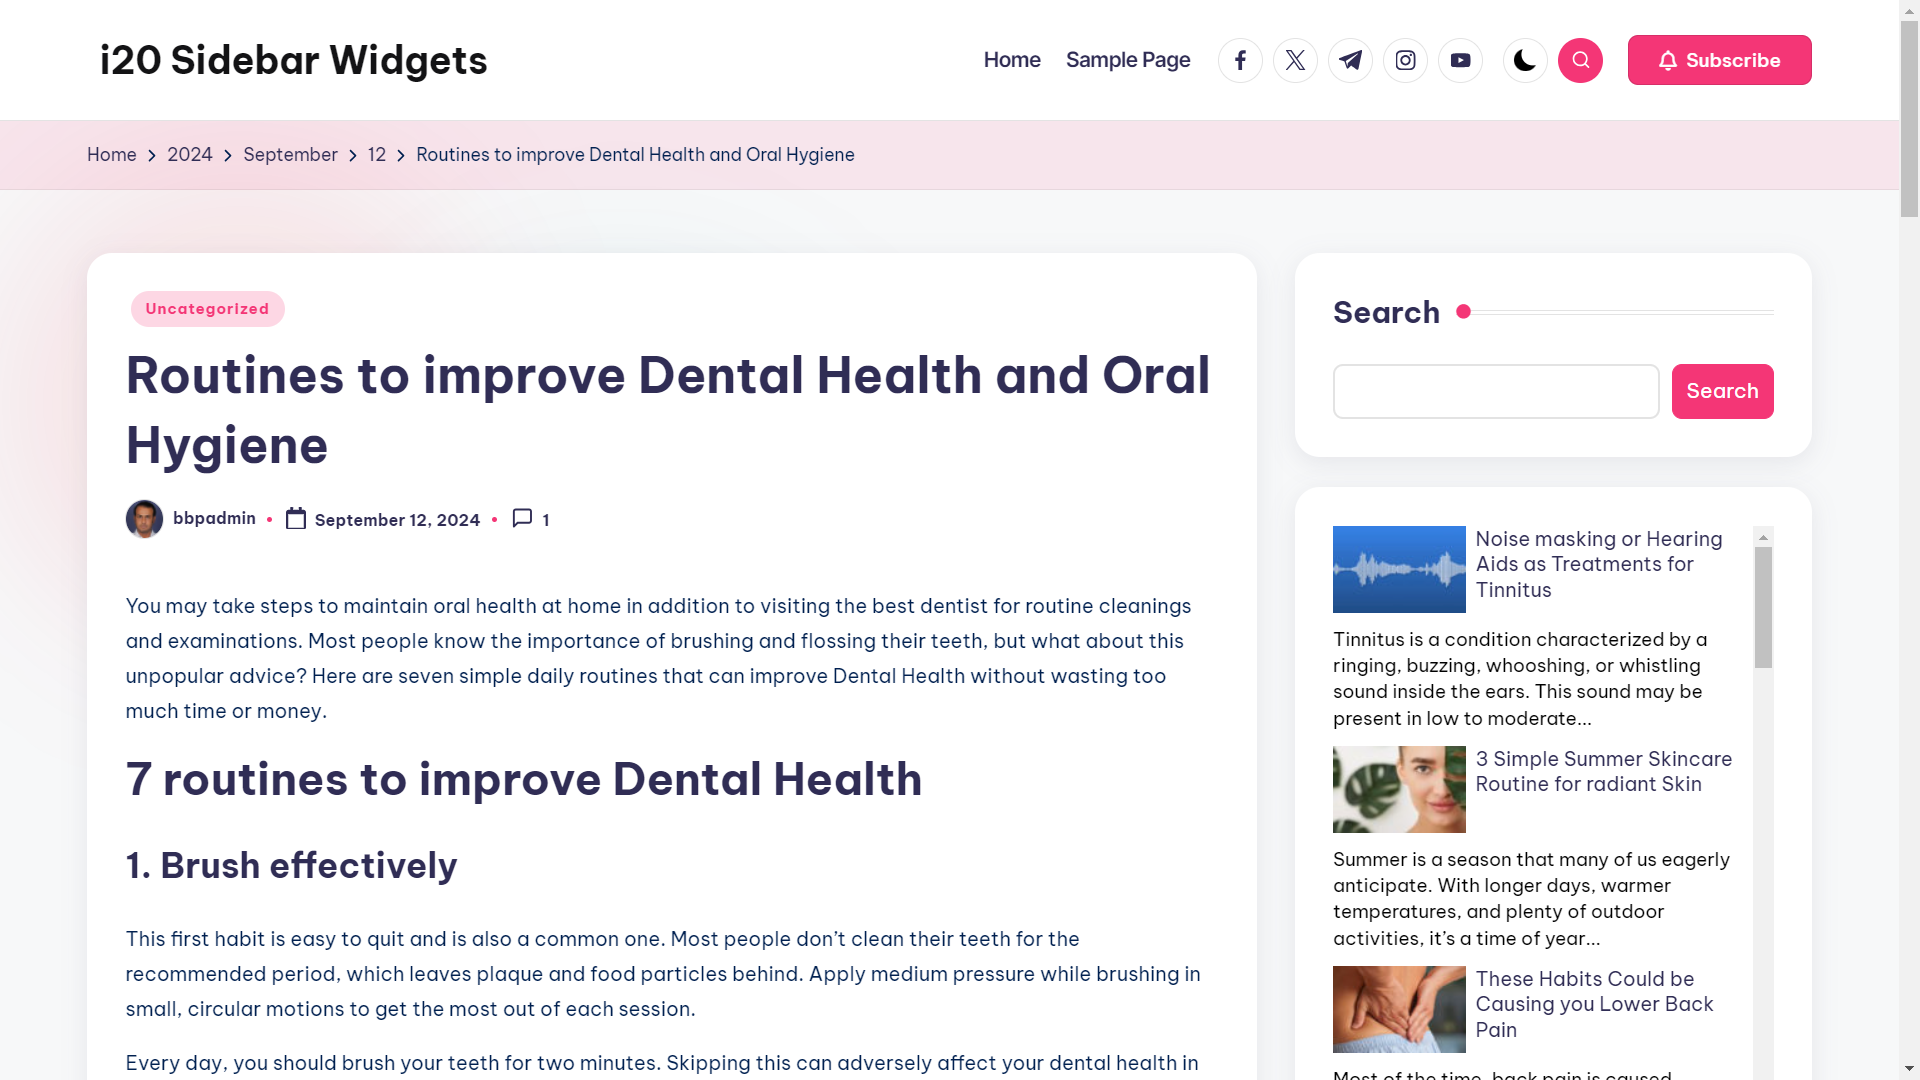 i20 Sidebar Widgets
Home
Sample Page
Subscribe
Home
2024
September
12
Routines to improve Dental Health and Oral Hygiene
Uncategorized
Routines to improve Dental Health and Oral
Hygiene
bbpadmin
September 12, 2024
1
You may take steps to maintain oral health at home in addition to visiting the best dentist for routine cleanings
and examinations. Most people know the importance of brushing and flossing their teeth, but what about this
unpopular advice? Here are seven simple daily routines that can improve Dental Health without wasting too
much time or money.
7 routines to improve Dental Health
1. Brush effectively
This first habit is easy to quit and is also a common one. Most people don’t clean their teeth for the
recommended period, which leaves plaque and food particles behind. Apply medium pressure while brushing in
small, circular motions to get the most out of each session.
Every day, you should brush your teeth for two minutes. Skipping this can adversely affect your dental health in
Search
Search
Noise masking or Hearing
Aids as Treatments for
Tinnitus
Tinnitus is a condition characterized by a
ringing, buzzing, whooshing, or whistling
sound inside the ears. This sound may be
present in low to moderate...
3 Simple Summer Skincare
Routine for radiant Skin
Summer is a season that many of us eagerly
anticipate. With longer days, warmer
temperatures, and plenty of outdoor
activities, it’s a time of year...
These Habits Could be
Causing you Lower Back
Pain
Most of the time, back pain is caused